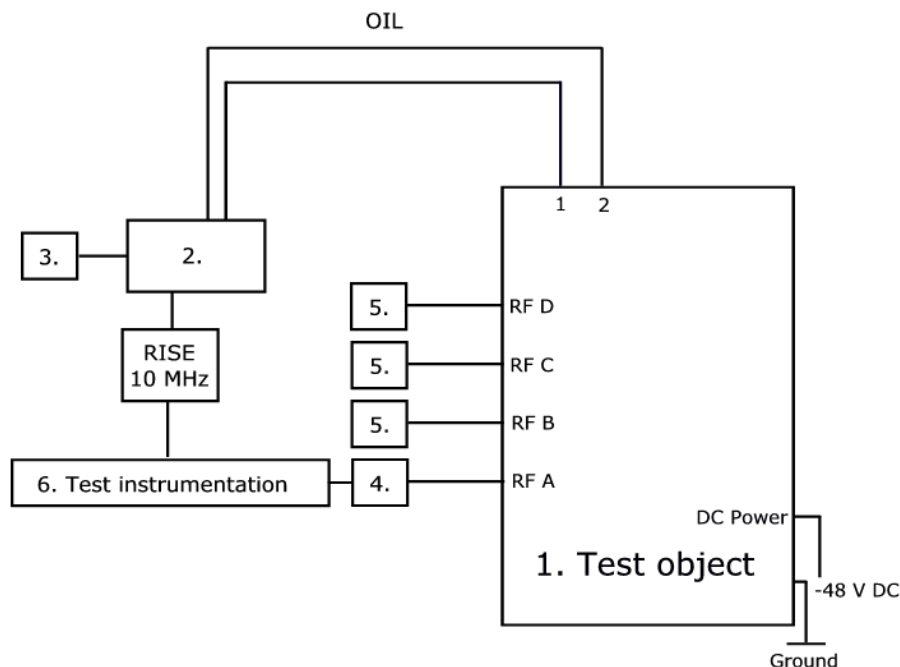 OIL
1 2
3.
2.
5.
RF D
RISE
10 MHz
5.
RF C
5.
RF B
6. Test instrumentation
4.
RF A
DC Power
1. Test object
-48 V DC
Ground